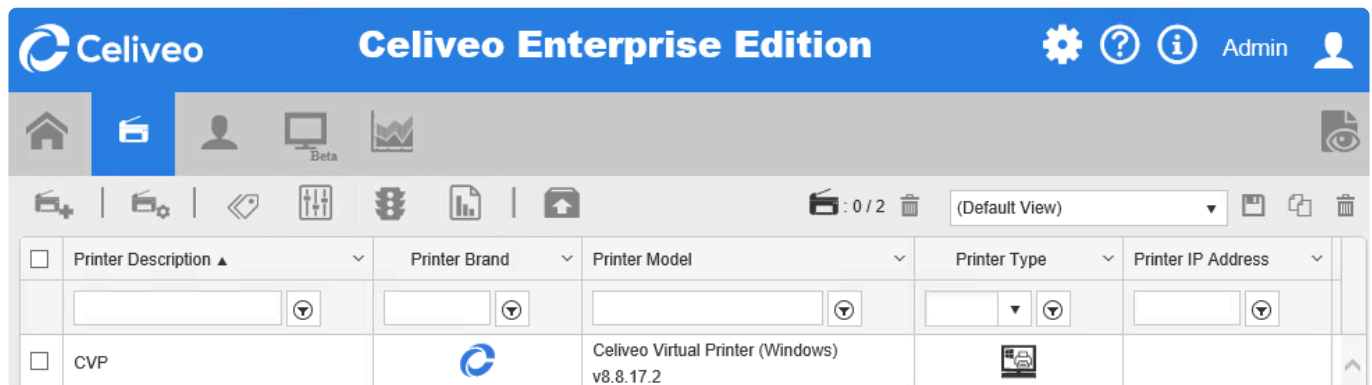 Celiveo
Celiveo Enterprise Edition
Admin
Beta
: 0 / 2
(Default View)
Printer Description ▲
Printer Brand
Printer Model
Printer Type
Printer IP Address
CVP
Celiveo Virtual Printer (Windows)
v8.8.17.2